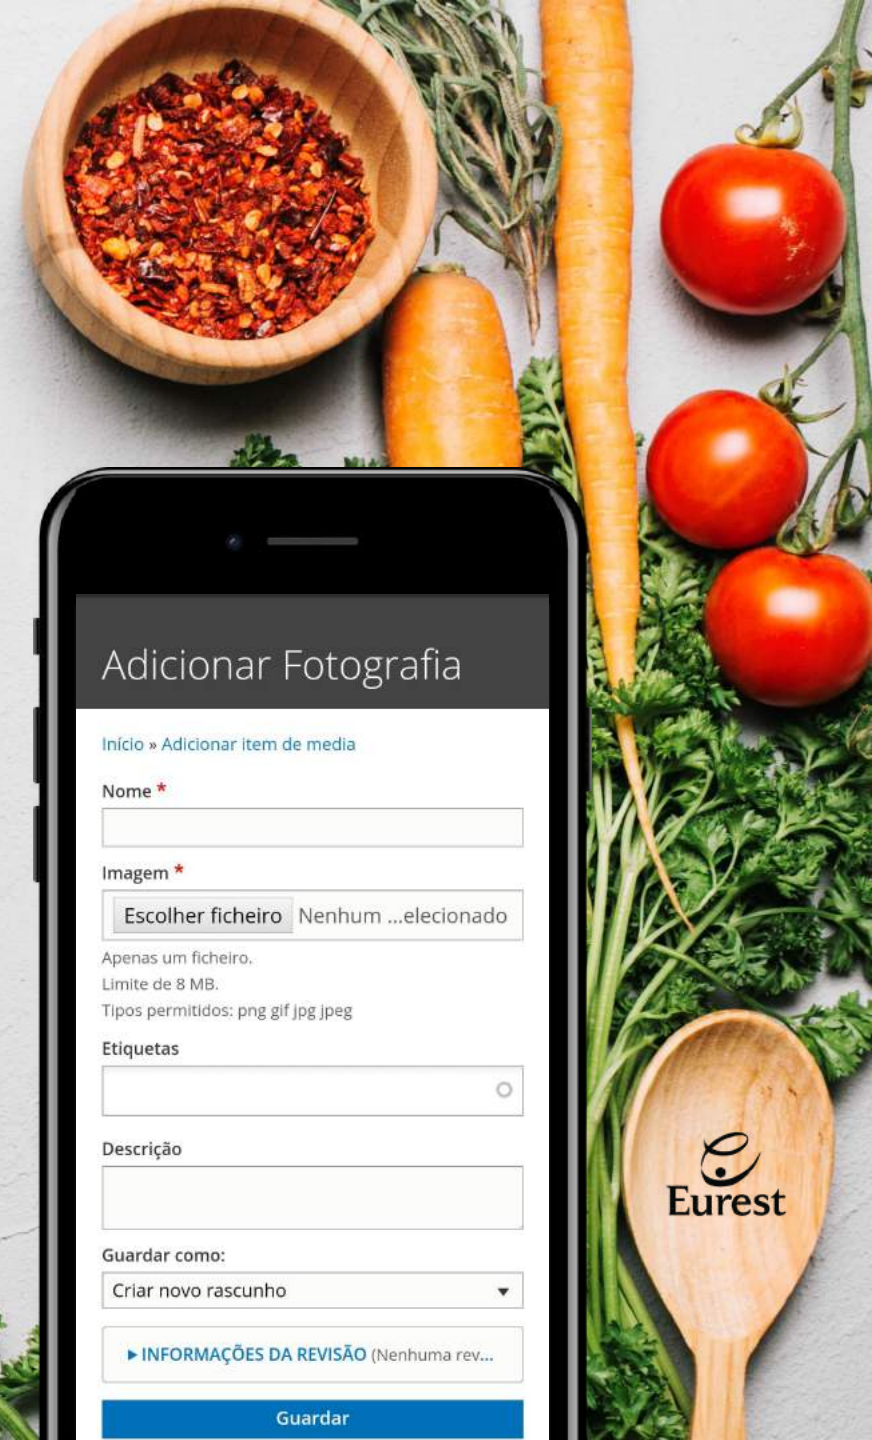 Adicionar Fotografia
Início » Adicionar item de media
Nome *
Imagem *
Escolher ficheiro Nenhum ...elecionado
Apenas um ficheiro.
Limite de 8 MB.
Tipos permitidos: png gif jpg jpeg
Etiquetas
Descrição
Guardar como:
Criar novo rascunho
INFORMAÇÕES DA REVISÃO (Nenhuma rev...
Guardar
Eurest